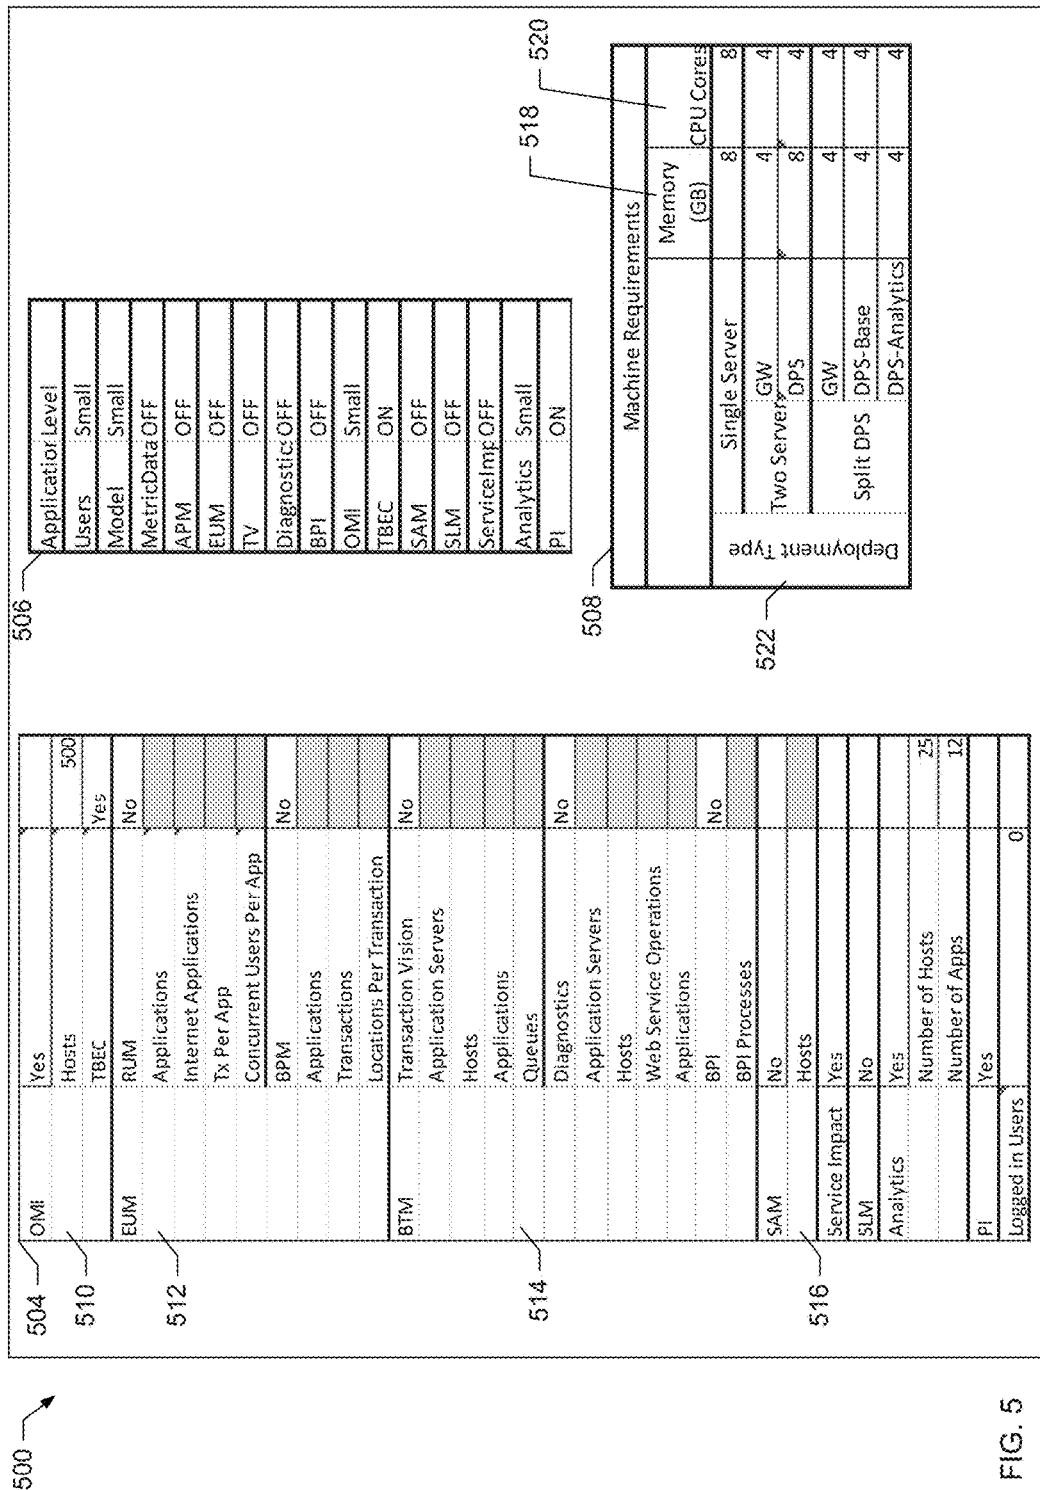 500
504
OMI Yes
510
Hosts 500
TBEC Yes
512
EUM RUM No
Applications
Internet Applications
Tx Per App
Concurrent Users Per App
BPM No
Applications
Transactions
Locations Per Transaction
514
BTM Transaction Vision No
Application Servers
Hosts
Applications
Queues
Diagnostics No
Application Servers
Hosts
Web Service Operations
Applications
BPI No
BPI Processes
516
SAM No
Hosts
Service Impact Yes
SLM No
Analytics Yes
Number of Hosts 25
Number of Apps 12
PI Yes
Logged in Users 0
506
Application Level
Users Small
Model Small
MetricData OFF
APM OFF
EUM OFF
TV OFF
Diagnostics OFF
BPI OFF
OMI Small
TBEC ON
SAM OFF
SLM OFF
ServiceImp OFF
Analytics Small
PI ON
508
518
520
Machine Requirements
Memory (GB) CPU Cores
522
Deployment Type
Single Server 8 8
Two Server GW 4 4
DPS 8 4
Split DPS GW 4 4
DPS-Base 4 4
DPS-Analytics 4 4
FIG. 5